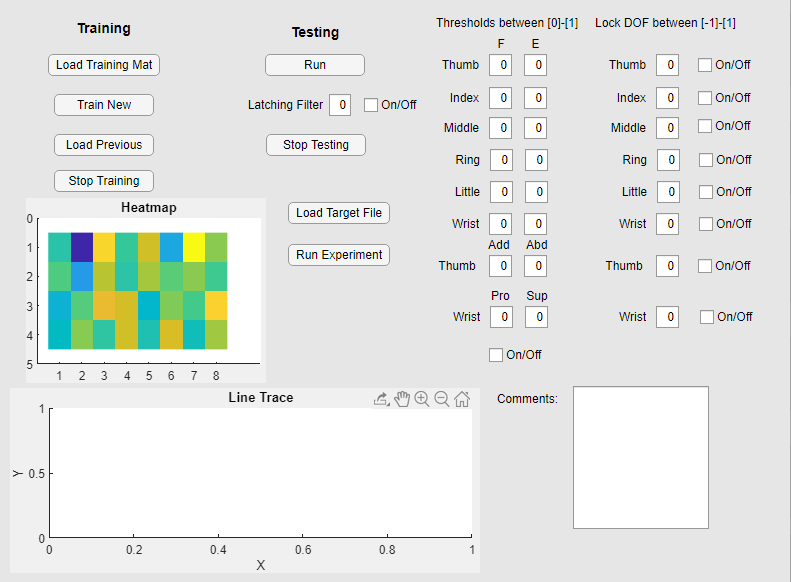 Training
Load Training Mat
Train New
Load Previous
Stop Training
Testing
Run
Latching Filter 0 On/Off
Stop Testing
Load Target File
Run Experiment
Thresholds between [0]-[1]
F E
Thumb 0 0
Index 0 0
Middle 0 0
Ring 0 0
Little 0 0
Wrist 0 0
Add Abd
Thumb 0 0
Pro Sup
Wrist 0 0
On/Off
Lock DOF between [-1]-[1]
Thumb 0 On/Off
Index 0 On/Off
Middle 0 On/Off
Ring 0 On/Off
Little 0 On/Off
Wrist 0 On/Off
Thumb 0 On/Off
Wrist 0 On/Off
Heatmap
0
1
2
3
4
5
1 2 3 4 5 6 7 8
Line Trace
1
Y 0.5
0
0 0.2 0.4 0.6 0.8 1
X
Comments: